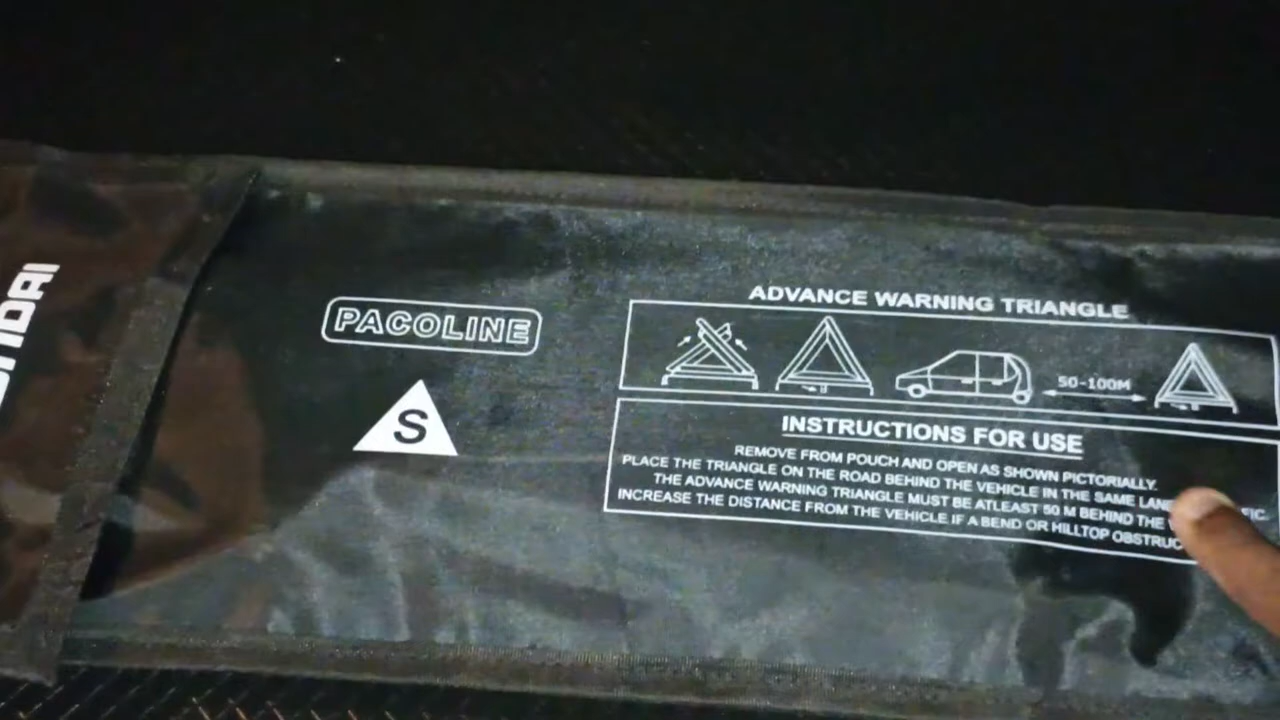 PACOLINE
S
ADVANCE WARNING TRIANGLE
50-100M
INSTRUCTIONS FOR USE
REMOVE FROM POUCH AND OPEN AS SHOWN PICTORIALLY.
PLACE THE TRIANGLE ON THE ROAD BEHIND THE VEHICLE IN THE SAME
THE ADVANCE WARNING TRIANGLE MUST BE ATLEAST 50 M BEHIND THE
INCREASE THE DISTANCE FROM THE VEHICLE IF A BEND OR HILLTOP